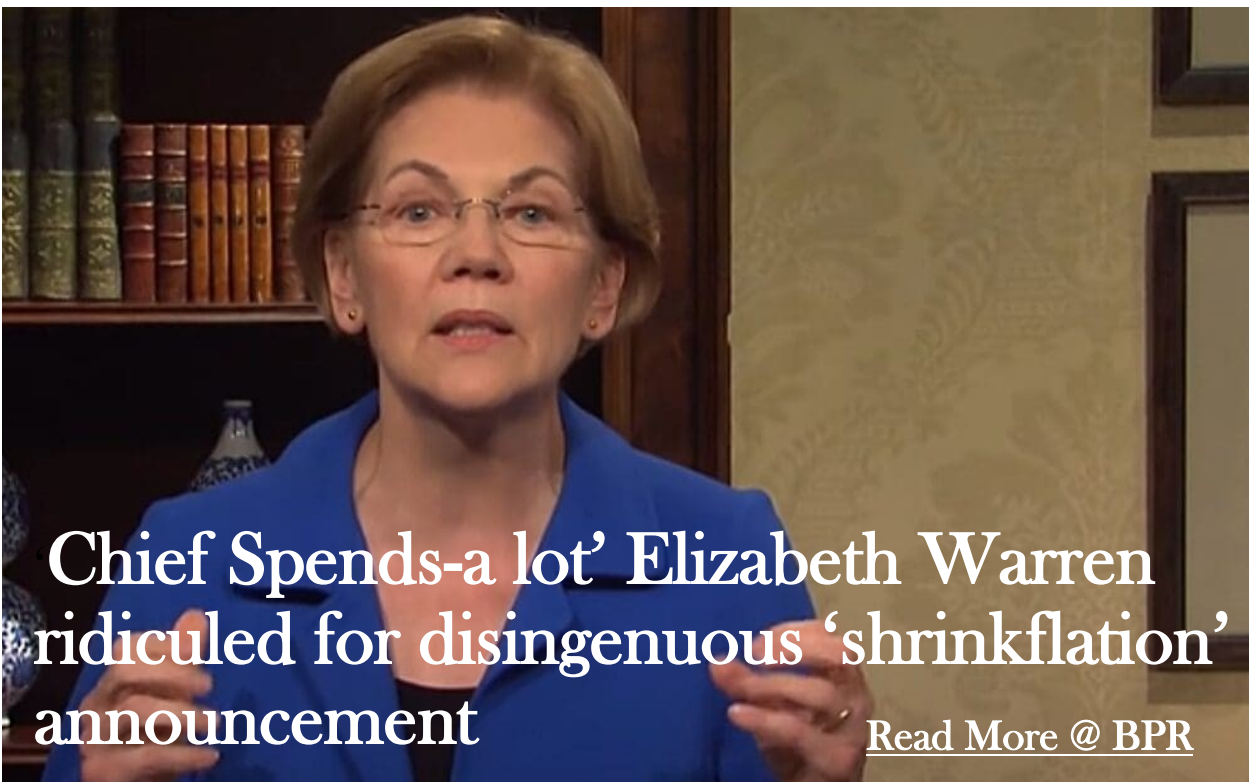 ‘Chief Spends-a lot’ Elizabeth Warren
ridiculed for disingenuous ‘shrinkflation’
announcement
Read More @ BPR